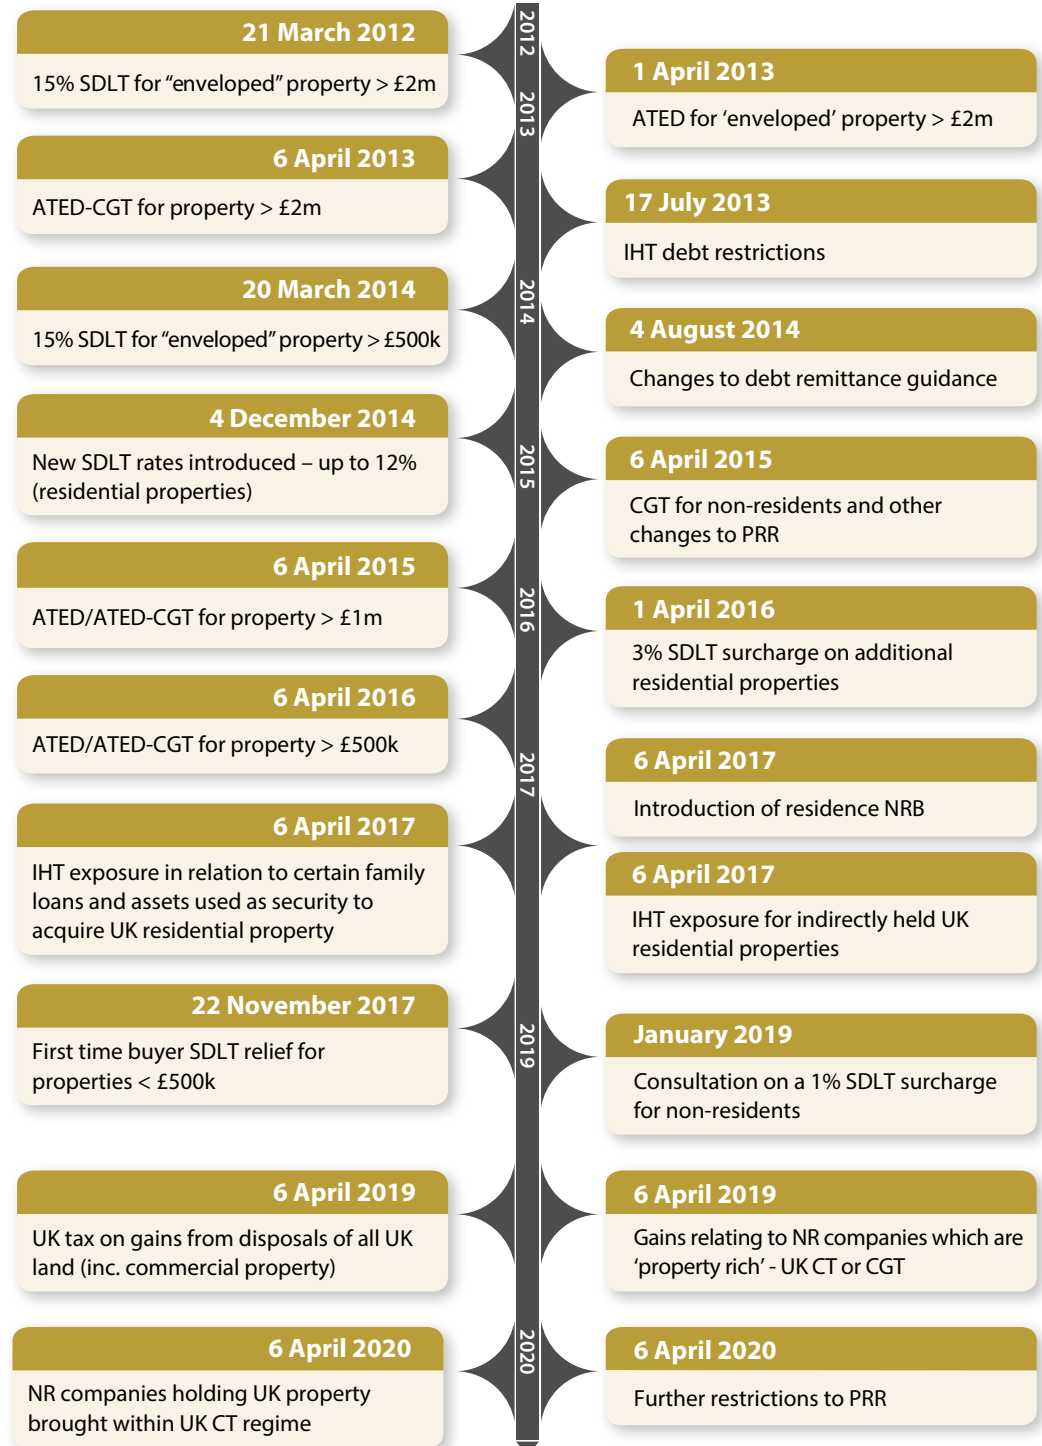 2012
21 March 2012
15% SDLT for “enveloped” property > £2m
1 April 2013
ATED for ‘enveloped’ property > £2m
2013
6 April 2013
ATED-CGT for property > £2m
17 July 2013
IHT debt restrictions
2014
20 March 2014
15% SDLT for “enveloped” property > £500k
4 August 2014
Changes to debt remittance guidance
4 December 2014
New SDLT rates introduced – up to 12%
(residential properties)
2015
6 April 2015
CGT for non-residents and other
changes to PRR
6 April 2015
ATED/ATED-CGT for property > £1m
2016
1 April 2016
3% SDLT surcharge on additional
residential properties
6 April 2016
ATED/ATED-CGT for property > £500k
2017
6 April 2017
Introduction of residence NRB
6 April 2017
IHT exposure in relation to certain family
loans and assets used as security to
acquire UK residential property
6 April 2017
IHT exposure for indirectly held UK
residential properties
22 November 2017
First time buyer SDLT relief for
properties < £500k
2019
January 2019
Consultation on a 1% SDLT surcharge
for non-residents
6 April 2019
UK tax on gains from disposals of all UK
land (inc. commercial property)
6 April 2019
Gains relating to NR companies which are
‘property rich’ - UK CT or CGT
2020
6 April 2020
NR companies holding UK property
brought within UK CT regime
6 April 2020
Further restrictions to PRR